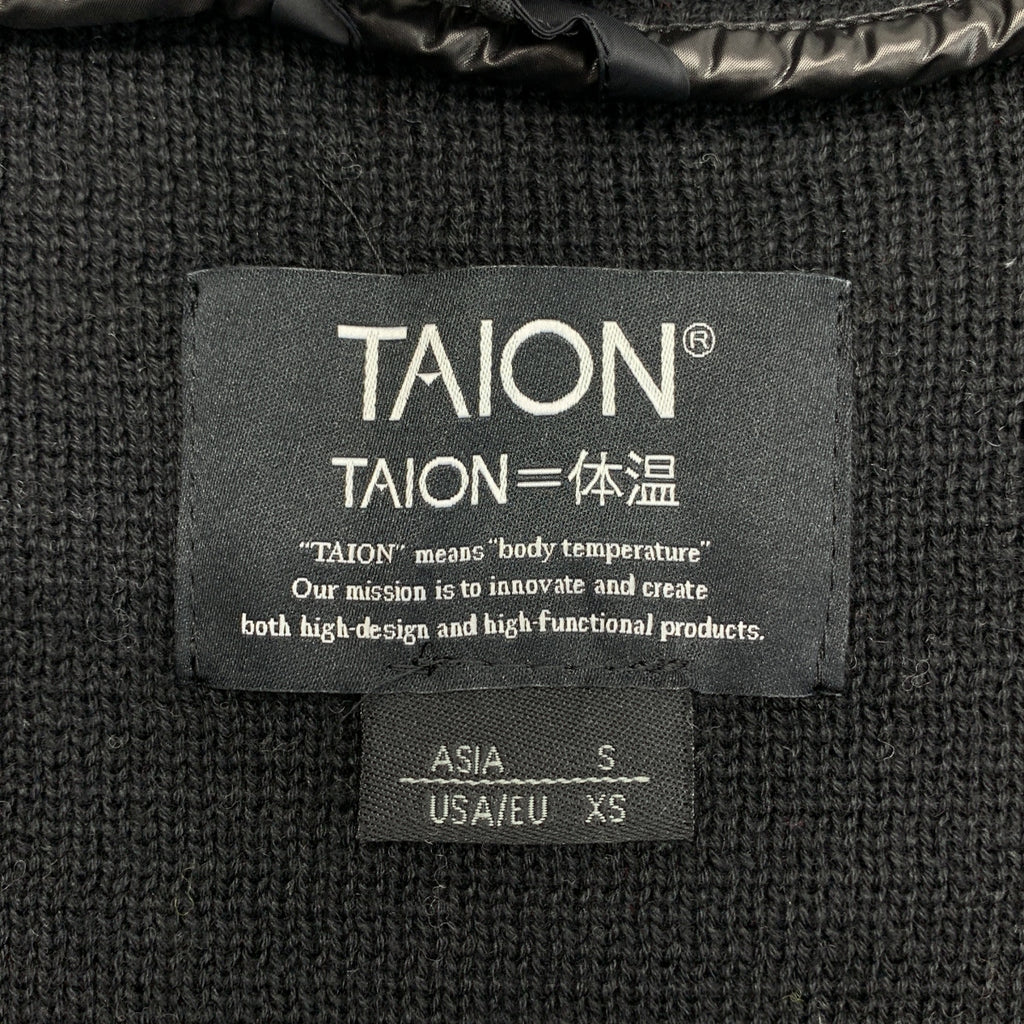 TAION®
TAION=体温
"TAION" means "body temperature"
Our mission is to innovate and create
both high-design and high-functional products.
ASIA S
USA/EU XS